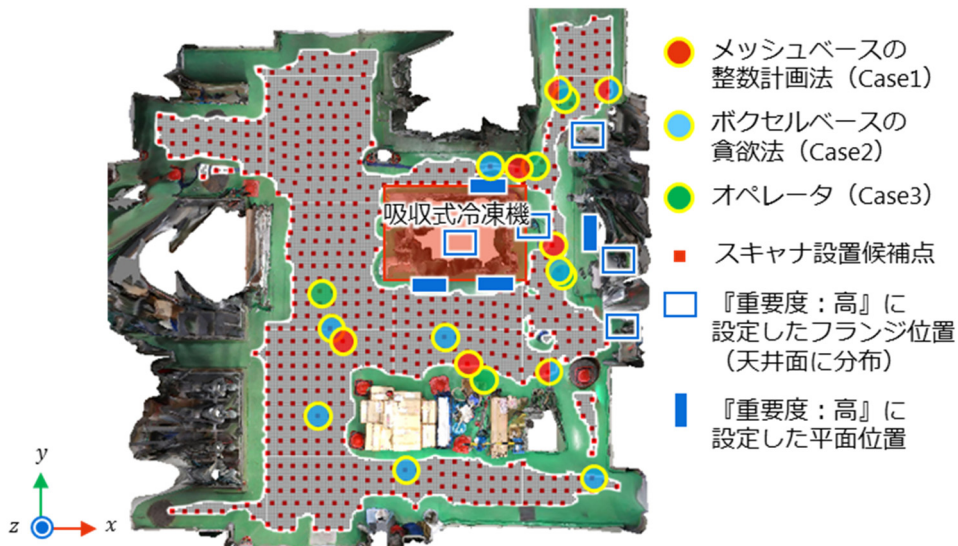 メッシュベースの
整数計画法（Case1）
ボクセルベースの
貪欲法（Case2）
オペレータ（Case3）
スキャナ設置候補点
『重要度：高』に
設定したフランジ位置
（天井面に分布）
『重要度：高』に
設定した平面位置
吸収式冷凍機
y
z
x